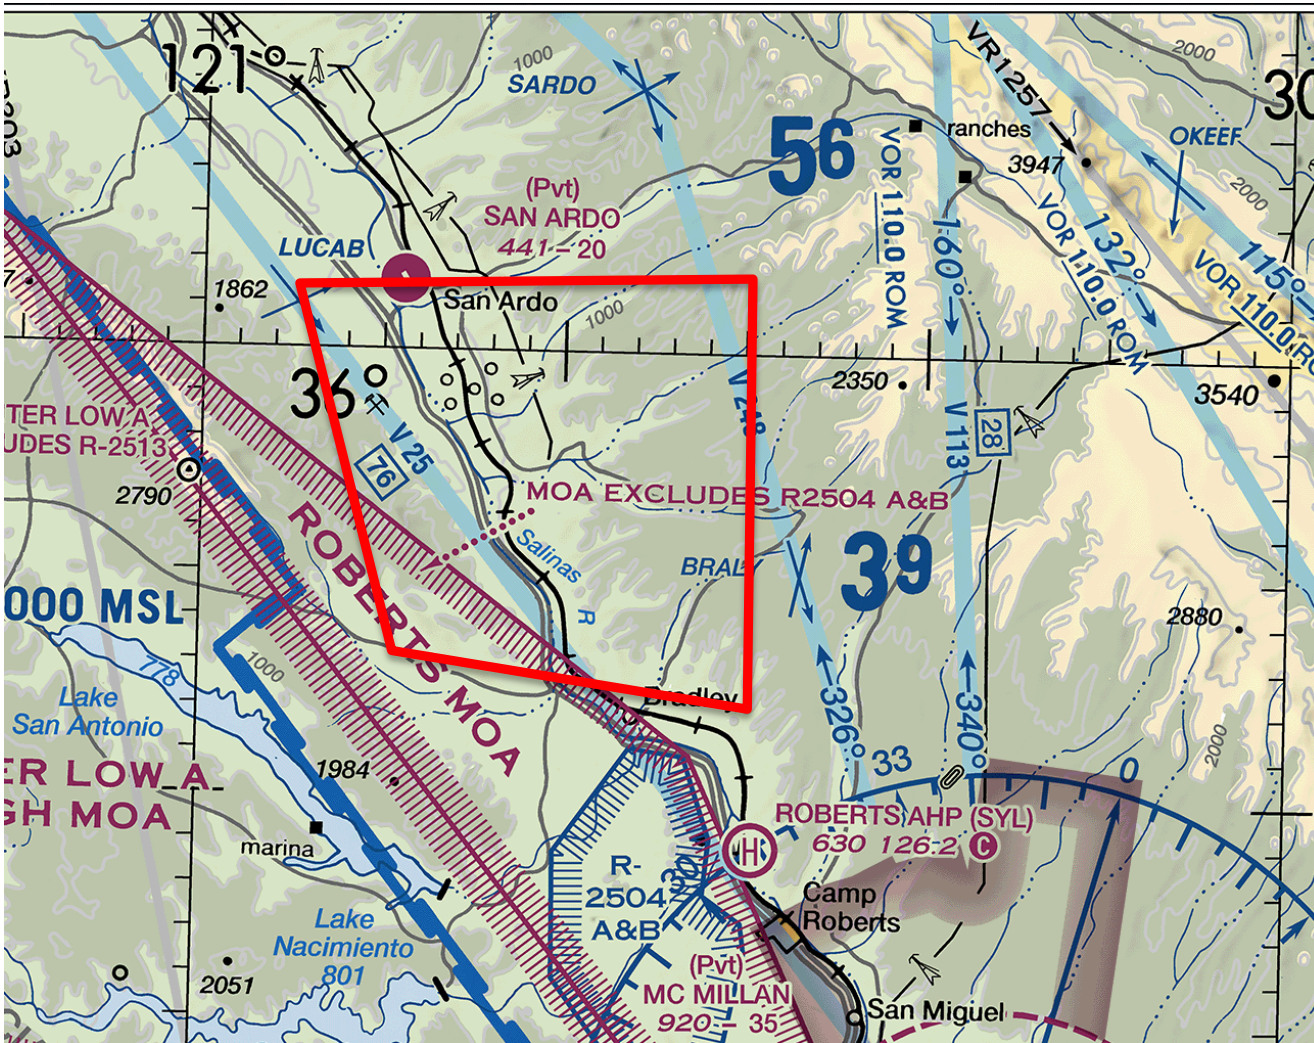 121
1000
SARDO
56
VOR 110.0 ROM
ranches
VR1257
3947
2000
30
OKEEF
2000
(Pvt)
SAN ARDO
441 – 20
LUCAB
1862
San Ardo
1000
160°
VOR 110.0 ROM
132°
115°
VOR 110.0 RO
36°
V 25
76
V 248
2350
V 113
28
3540
TER LOW A
UDES R-2513
2790
MOA EXCLUDES R2504 A&B
ROBERTS MOA
Salinas
R
BRAL
39
2880
000 MSL
778
1000
Lake
San Antonio
Bradley
326°
340°
33
0
2000
ER LOW A
GH MOA
1984
marina
ROBERTS AHP (SYL)
630 126.2 C
H
R-
2504
A&B
30
Camp
Roberts
Lake
Nacimiento
801
2051
(Pvt)
MC MILLAN
920 – 35
San Miguel